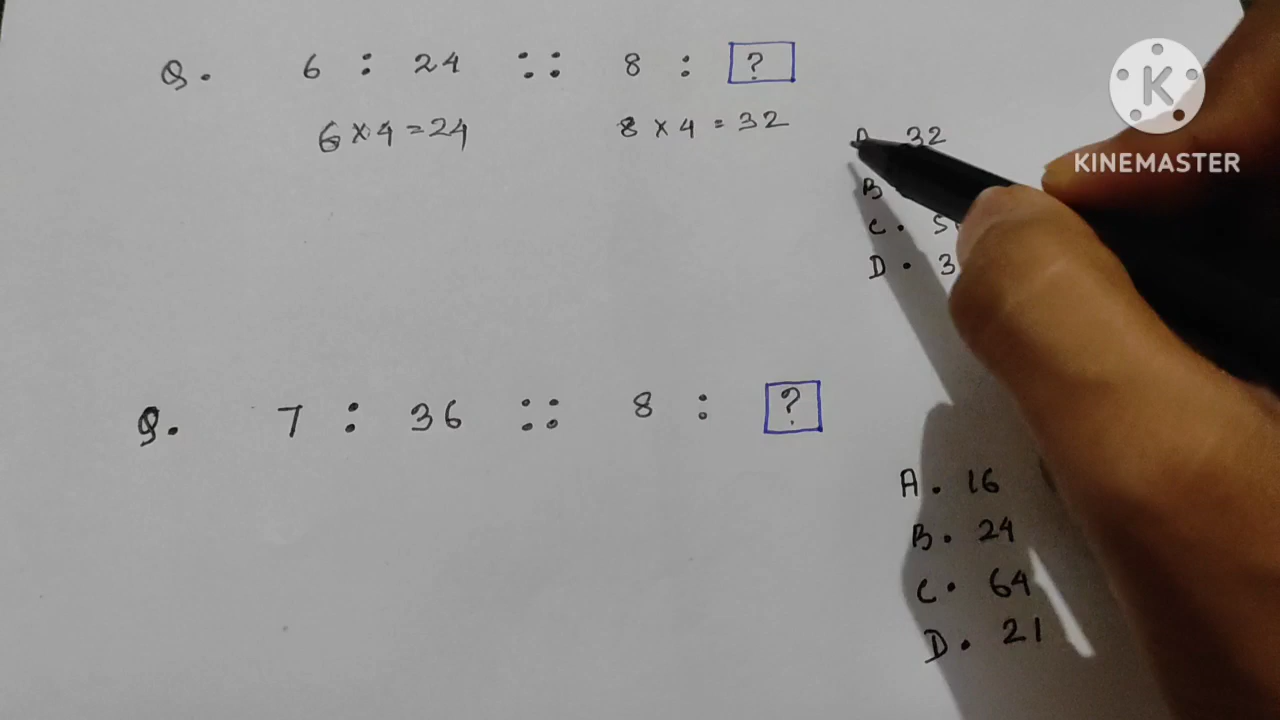 Q. 6 : 24 :: 8 : ?
6 × 4 = 24 8 × 4 = 32
KINEMASTER
A 32
B
C.
D. 3
Q. 7 : 36 :: 8 : ?
A. 16
B. 24
C. 64
D. 21